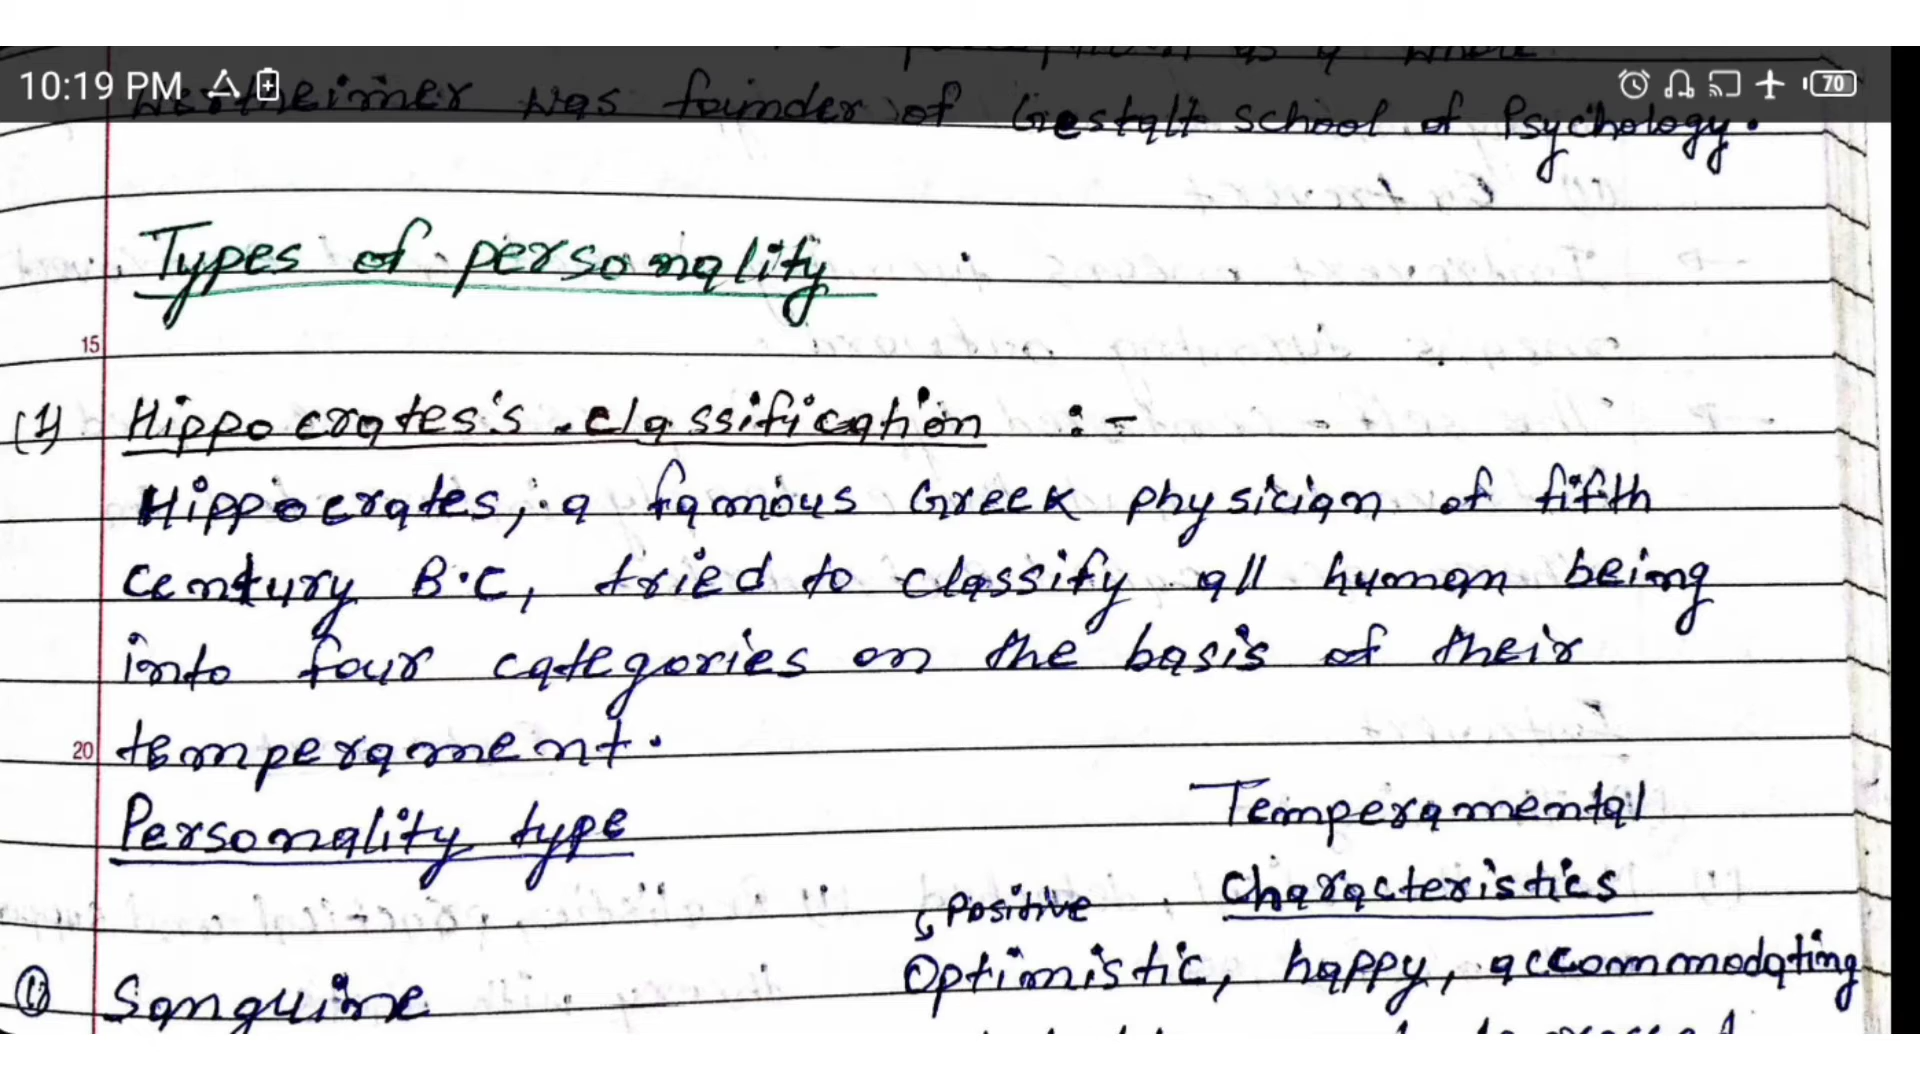 10:19 PM
70
Wertheimer was founder of Gestalt School of Psychology.
Types of personality
15
(1) Hippocrates's classification :-
Hippocrates, a famous Greek physician of fifth
century B.C, tried to classify all human being
into four categories on the basis of their
20 temperament.
Personality type
Temperamental
Characteristics
Positive
(i) Sanguine
Optimistic, happy, accommodating